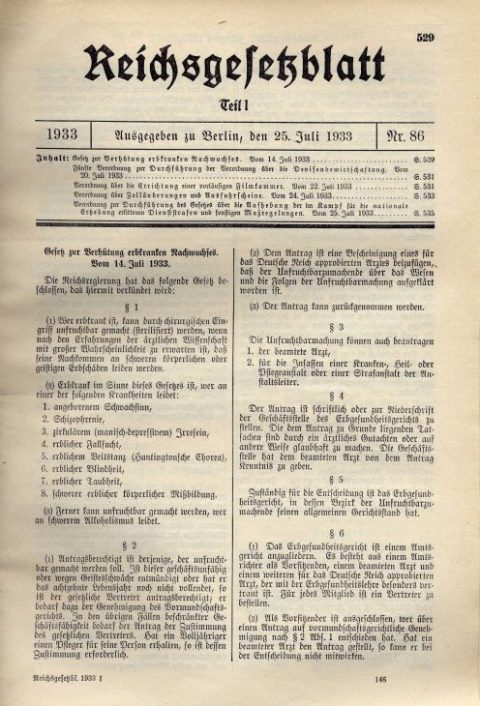 529
Reichsgesetzblatt
Teil I
1933 Ausgegeben zu Berlin, den 25. Juli 1933 Nr. 86
Inhalt: Gesetz zur Verhütung erbkranken Nachwuchses. Vom 14. Juli 1933 S. 529
Fünfte Verordnung zur Durchführung der Verordnung über die Devisenbewirtschaftung. Vom
20. Juli 1933 S. 531
Verordnung über die Errichtung einer vorläufigen Filmkammer. Vom 22. Juli 1933 S. 531
Verordnung über Zolländerungen und Ausfuhrscheine. Vom 24. Juli 1933 S. 533
Verordnung zur Durchführung des Gesetzes über die Aufhebung der im Kampf für die nationale
Erhebung erlittenen Dienststrafen und sonstigen Maßregelungen. Vom 25. Juli 1933 S. 535
Gesetz zur Verhütung erbkranken Nachwuchses.
Vom 14. Juli 1933.
Die Reichsregierung hat das folgende Gesetz be-
schlossen, das hiermit verkündet wird:
§ 1
(1) Wer erbkrank ist, kann durch chirurgischen Ein-
griff unfruchtbar gemacht (sterilisiert) werden, wenn
nach den Erfahrungen der ärztlichen Wissenschaft
mit großer Wahrscheinlichkeit zu erwarten ist, daß
seine Nachkommen an schweren körperlichen oder
geistigen Erbschäden leiden werden.
(2) Erbkrank im Sinne dieses Gesetzes ist, wer an
einer der folgenden Krankheiten leidet:
1. angeborenem Schwachsinn,
2. Schizophrenie,
3. zirkulärem (manisch-depressivem) Irresein,
4. erblicher Fallsucht,
5. erblichem Veitstanz (Huntingtonsche Chorea),
6. erblicher Blindheit,
7. erblicher Taubheit,
8. schwerer erblicher körperlicher Mißbildung.
(3) Ferner kann unfruchtbar gemacht werden, wer
an schwerem Alkoholismus leidet.
§ 2
(1) Antragsberechtigt ist derjenige, der unfrucht-
bar gemacht werden soll. Ist dieser geschäftsunfähig
oder wegen Geistesschwäche entmündigt oder hat er
das achtzehnte Lebensjahr noch nicht vollendet, so
ist der gesetzliche Vertreter antragsberechtigt; er
bedarf dazu der Genehmigung des Vormundschafts-
gerichts. In den übrigen Fällen beschränkter Ge-
schäftsfähigkeit bedarf der Antrag der Zustimmung
des gesetzlichen Vertreters. Hat ein Volljähriger
einen Pfleger für seine Person erhalten, so ist dessen
Zustimmung erforderlich.
(2) Dem Antrag ist eine Bescheinigung eines für
das Deutsche Reich approbierten Arztes beizufügen,
daß der Unfruchtbarzumachende über das Wesen
und die Folgen der Unfruchtbarmachung aufgeklärt
worden ist.
(3) Der Antrag kann zurückgenommen werden.
§ 3
Die Unfruchtbarmachung können auch beantragen
1. der beamtete Arzt,
2. für die Insassen einer Kranken-, Heil- oder
Pflegeanstalt oder einer Strafanstalt der An-
staltsleiter.
§ 4
Der Antrag ist schriftlich oder zur Niederschrift
der Geschäftsstelle des Erbgesundheitsgerichts zu
stellen. Die dem Antrag zu Grunde liegenden Tat-
sachen sind durch ein ärztliches Gutachten oder auf
andere Weise glaubhaft zu machen. Die Geschäfts-
stelle hat dem beamteten Arzt von dem Antrag
Kenntnis zu geben.
§ 5
Zuständig für die Entscheidung ist das Erbgesund-
heitsgericht, in dessen Bezirk der Unfruchtbarzu-
machende seinen allgemeinen Gerichtsstand hat.
§ 6
(1) Das Erbgesundheitsgericht ist einem Amts-
gericht anzugliedern. Es besteht aus einem Amts-
richter als Vorsitzenden, einem beamteten Arzt und
einem weiteren für das Deutsche Reich approbierten
Arzt, der mit der Erbgesundheitslehre besonders ver-
traut ist. Für jedes Mitglied ist ein Vertreter zu
bestellen.
(2) Als Vorsitzender ist ausgeschlossen, wer über
einen Antrag auf vormundschaftsgerichtliche Geneh-
migung nach § 2 Abs. 1 entschieden hat. Hat ein
beamteter Arzt den Antrag gestellt, so kann er bei
der Entscheidung nicht mitwirken.
Reichsgesetzbl. 1933 I 146